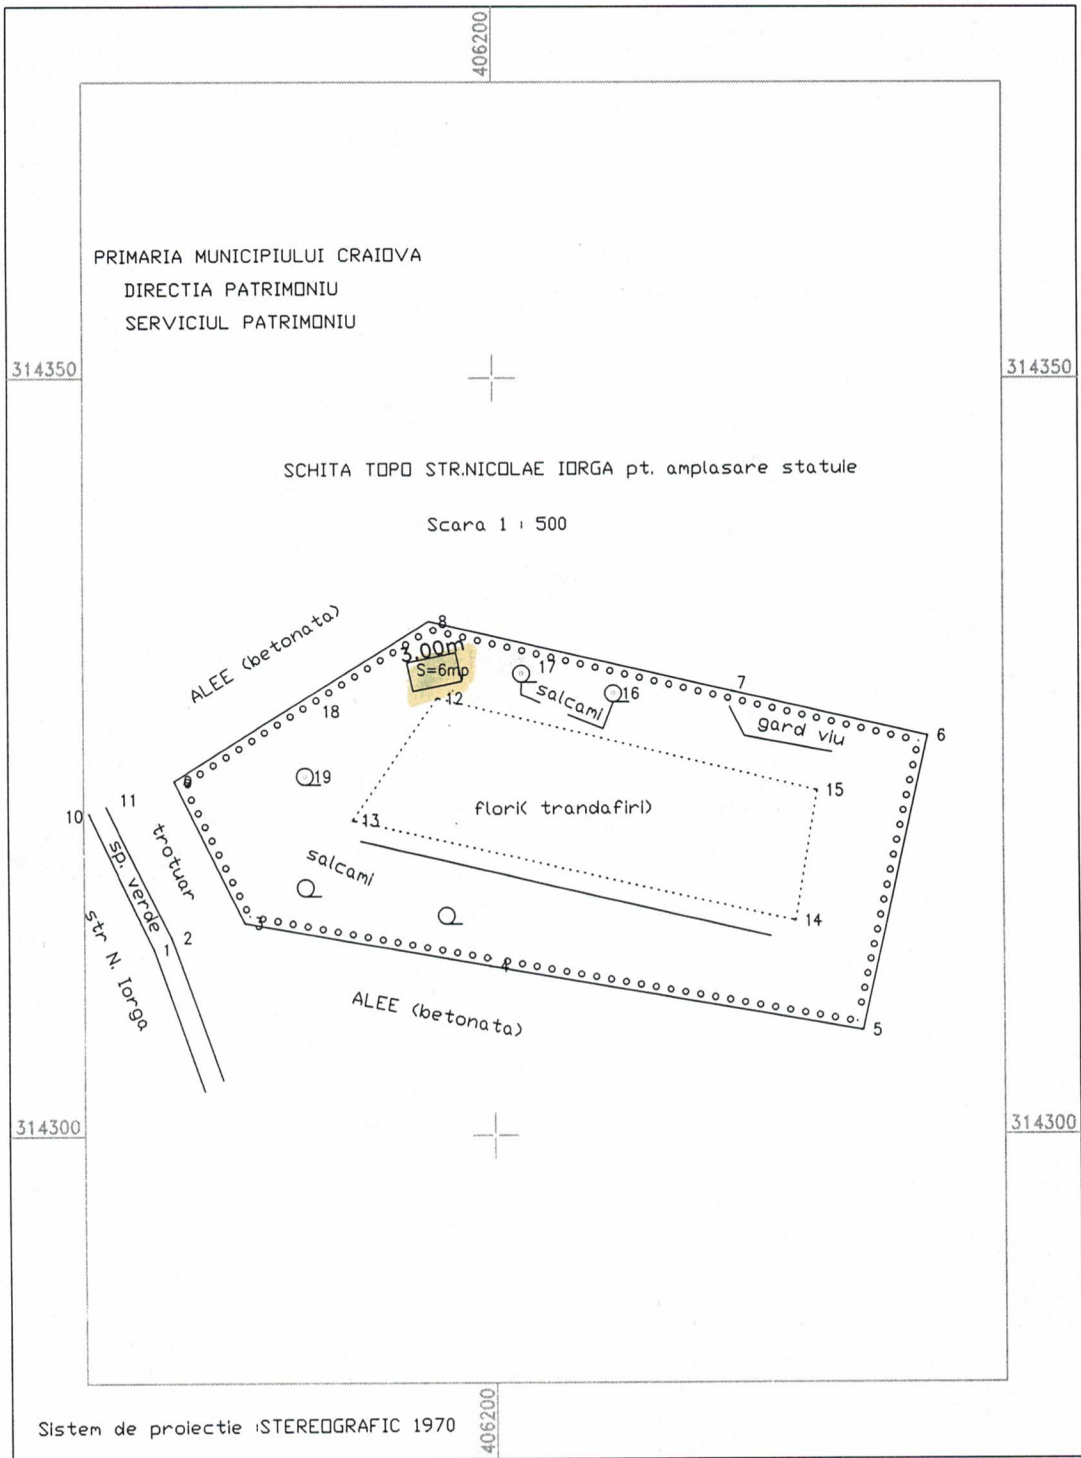 406200
PRIMARIA MUNICIPIULUI CRAIOVA
DIRECTIA PATRIMONIU
SERVICIUL PATRIMONIU
314350
314350
SCHITA TOPO STR.NICOLAE IORGA pt. amplasare statuie
Scara 1 : 500
ALEE (betonata)
8
3.00m
S=6mp
17
salcami
16
7
gard viu
6
18
12
9
19
15
flori( trandafiri)
11
10
13
trotuar
sp. verde
salcami
14
3
2
1
str N. Iorga
4
ALEE (betonata)
5
314300
314300
Sistem de proiectie :STEREOGRAFIC 1970
406200